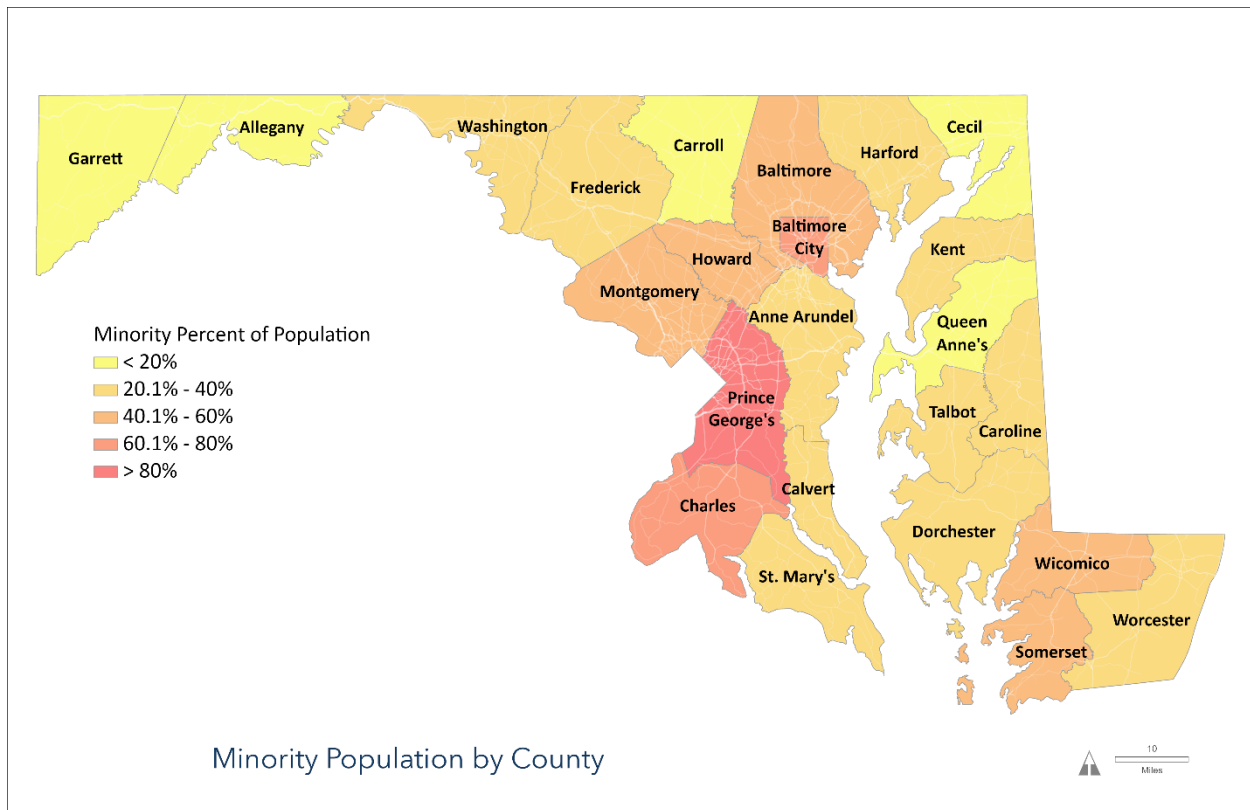 Garrett
Allegany
Washington
Frederick
Carroll
Baltimore
Harford
Cecil
Baltimore
City
Kent
Howard
Montgomery
Anne Arundel
Queen
Anne's
Minority Percent of Population
< 20%
20.1% - 40%
40.1% - 60%
60.1% - 80%
> 80%
Prince
George's
Talbot
Caroline
Calvert
Charles
Dorchester
St. Mary's
Wicomico
Worcester
Somerset
Minority Population by County
10
Miles